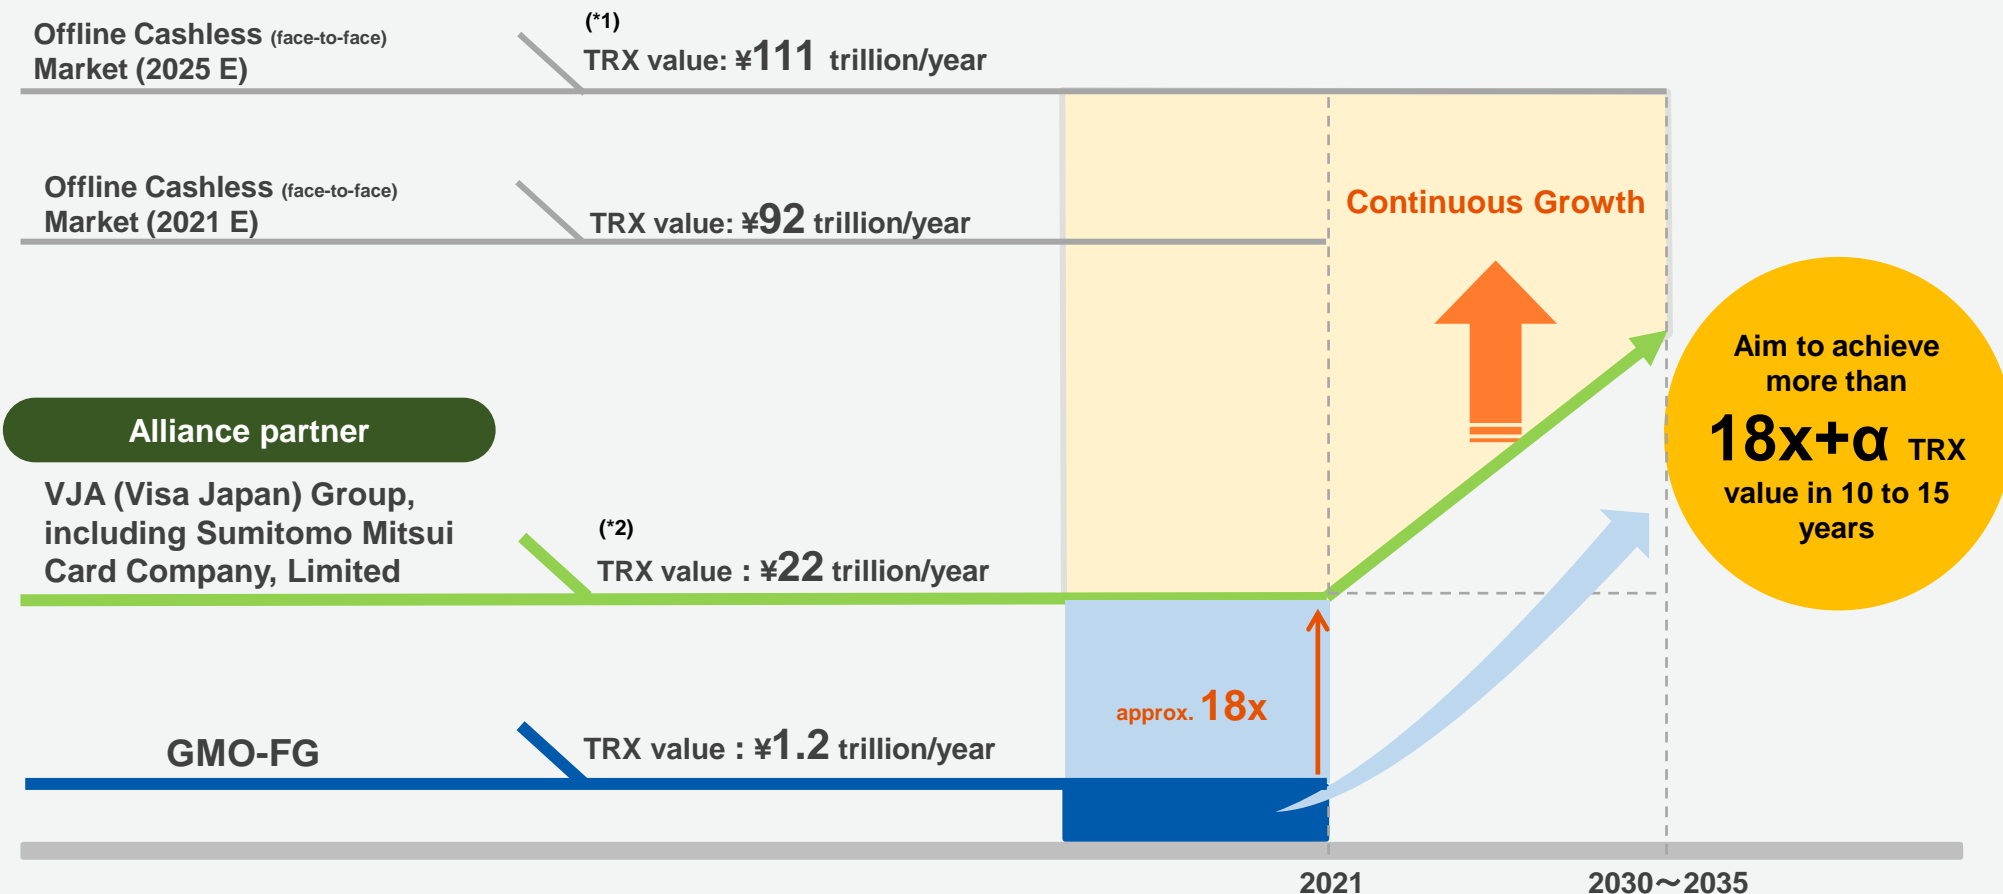 Offline Cashless (face-to-face)
Market (2025 E)
(*1)
TRX value: ¥111 trillion/year
Offline Cashless (face-to-face)
Market (2021 E)
TRX value: ¥92 trillion/year
Continuous Growth
Aim to achieve
more than
18x+α TRX
value in 10 to 15
years
Alliance partner
VJA (Visa Japan) Group,
including Sumitomo Mitsui
Card Company, Limited
(*2)
TRX value : ¥22 trillion/year
approx. 18x
GMO-FG
TRX value : ¥1.2 trillion/year
2021
2030～2035